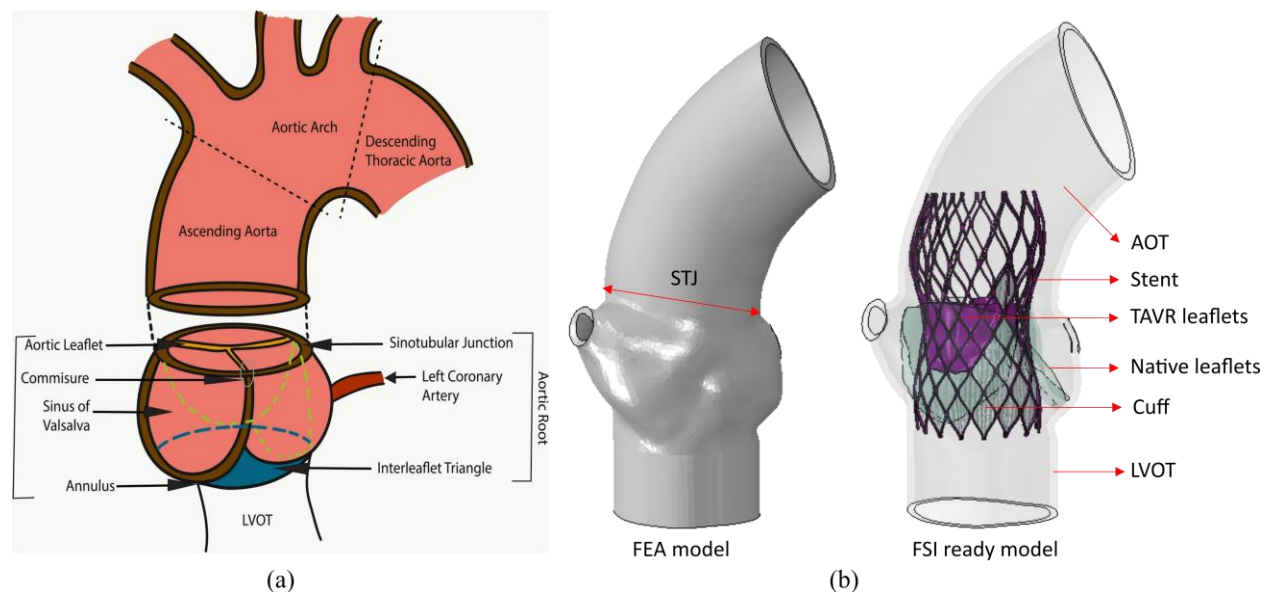 Aortic Arch
Descending
Thoracic Aorta
Ascending Aorta
Aortic Leaflet
Commisure
Sinus of
Valsalva
Annulus
Sinotubular Junction
Left Coronary
Artery
Interleaflet Triangle
Aortic Root
LVOT
(a)
STJ
FEA model
AOT
Stent
TAVR leaflets
Native leaflets
Cuff
LVOT
FSI ready model
(b)